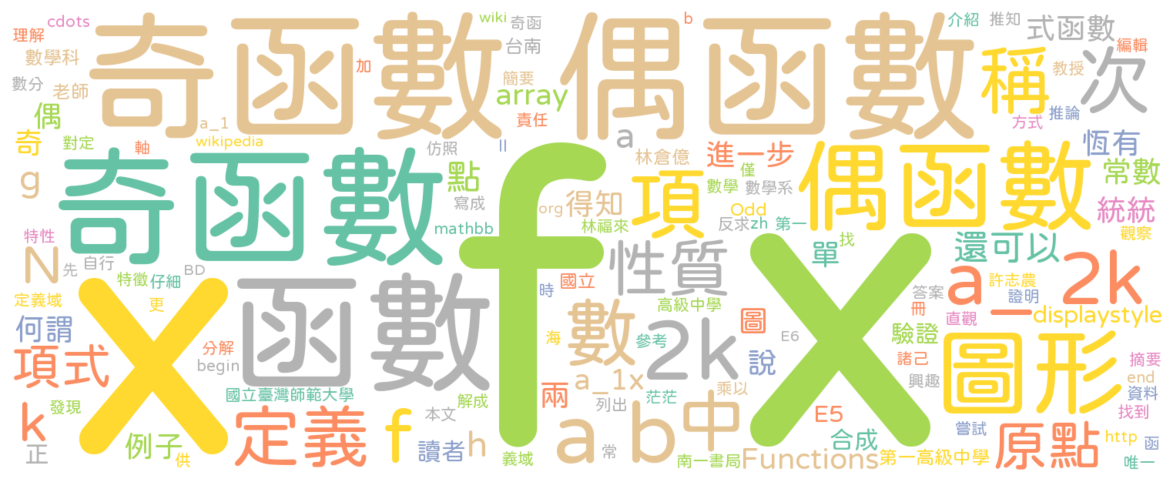 cdots
理解
數學科
數分
老師
偶
奇
對定
軸
奇函數
加
a_1
wikipedia
wiki
奇函
台南
簡要
array
責任
偶函數
b
介紹
推知
式函數
編輯
稱
次
教授
方式
推論
恆有
g
奇函數
點
仿照
寫成
mathbb
II
f
org
得知
林福來
a
林倉億
項
進一步
僅
數學
數學系
Odd
反求
zh
第一
偶函數
常數
統統
觀察
特性
N
先
自行
定義域
何謂
特徵
仔細
BD
更
x
函數
時
國立
性質
高級中學
單
找
x
還可以
a
許志農
證明
2k
答案
冊
直觀
_
displaystyle
項式
分解
begin
國立臺灣師範大學
海
數
2k
參考
圖
E6
說
驗證
諸己
興趣
圖形
摘要
end
資料
找到
k
發現
正
例子
供
定義
本文
解成
f
讀者
h
義域
a_1x
兩
列出
茫茫
乘以
a
常
b
中
南一書局
E5
合成
Functions
第一高級中學
原點
嘗試
http
函
唯一